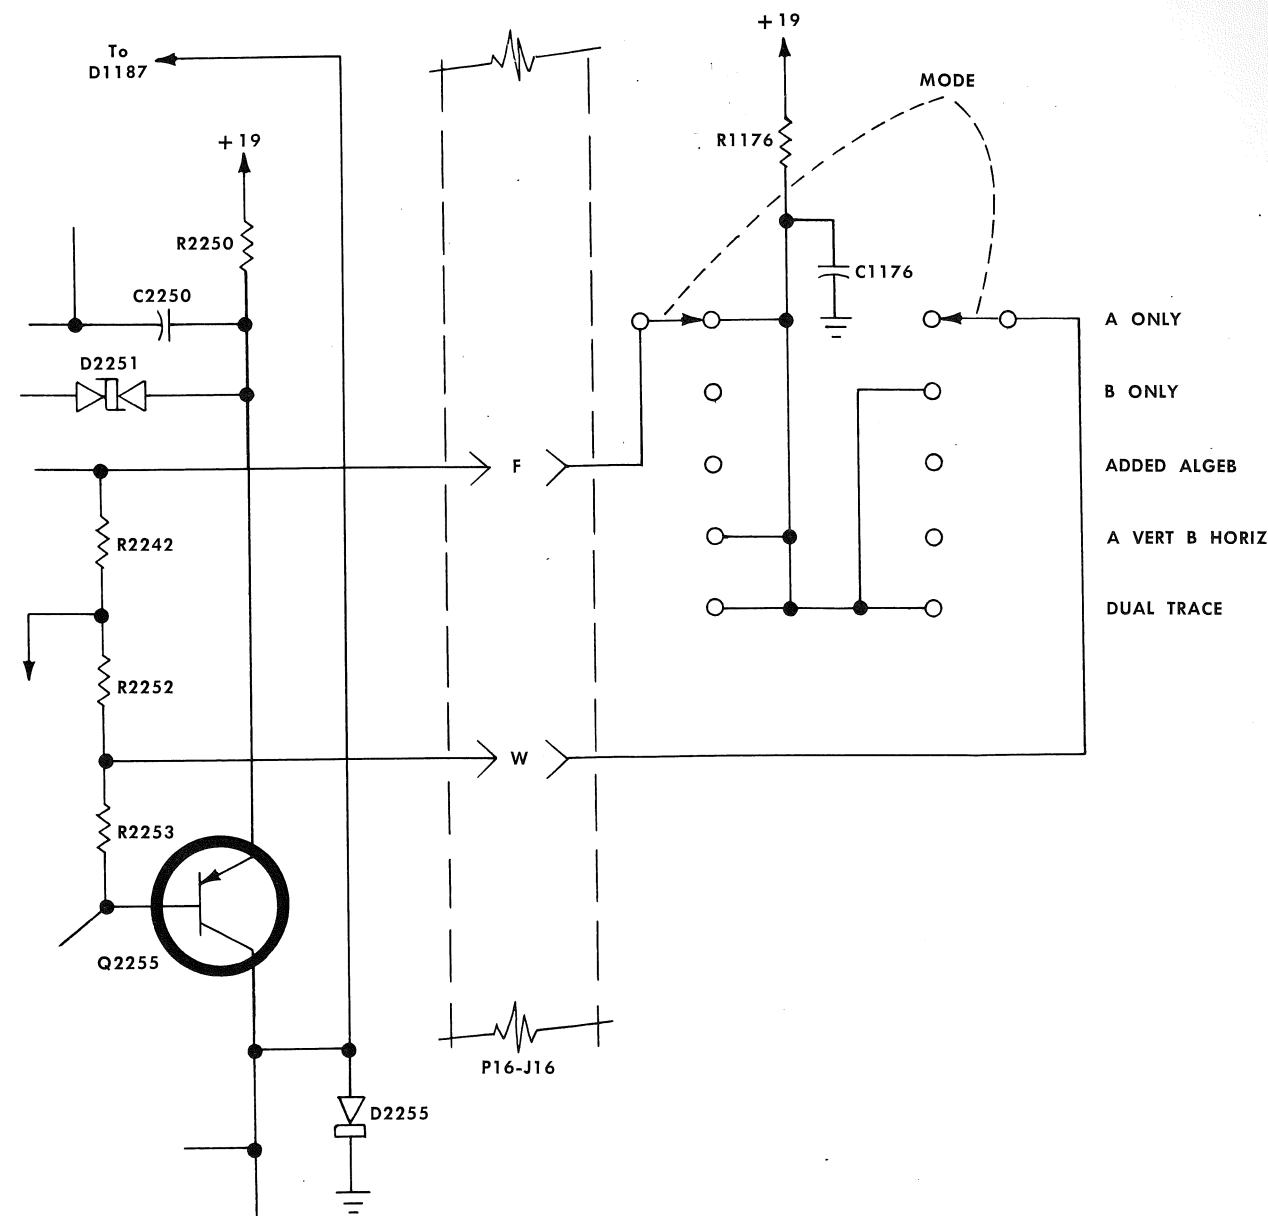 +19
To
D1187
MODE
+19
R1176
R2250
C1176
C2250
A ONLY
D2251
B ONLY
F
ADDED ALGEB
A VERT B HORIZ
R2242
DUAL TRACE
R2252
W
R2253
Q2255
P16-J16
D2255